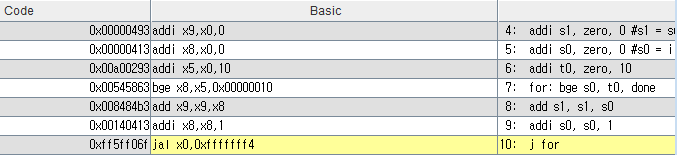 Code Basic
0x00000493 addi x9,x0,0 4: addi s1, zero, 0 #s1 = su
0x00000413 addi x8,x0,0 5: addi s0, zero, 0 #s0 = i
0x00a00293 addi x5,x0,10 6: addi t0, zero, 10
0x00545863 bge x8,x5,0x00000010 7: for: bge s0, t0, done
0x008484b3 add x9,x9,x8 8: add s1, s1, s0
0x00140413 addi x8,x8,1 9: addi s0, s0, 1
0xff5ff06f jal x0,0xfffffff4 10: j for